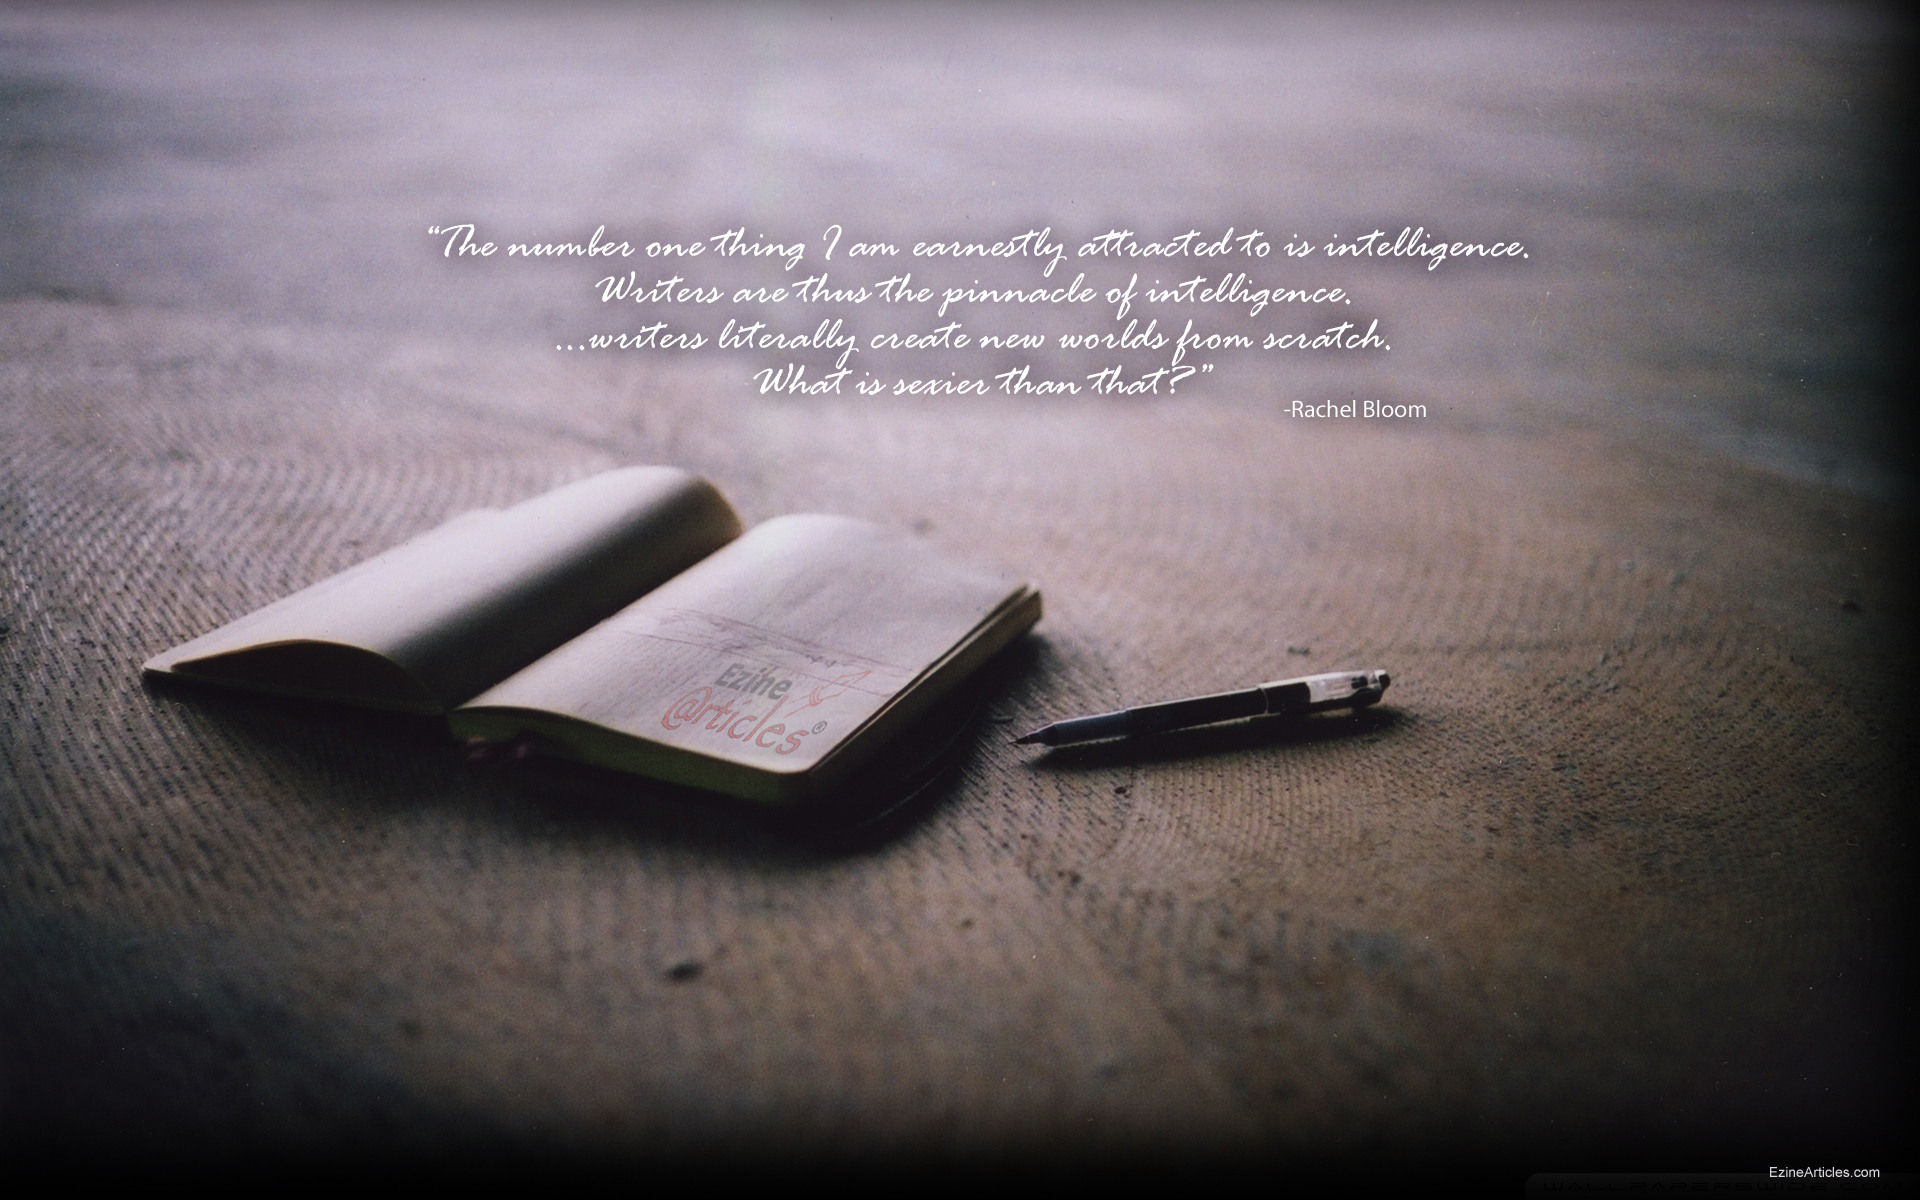 “The number one thing I am earnestly attracted to is intelligence.
Writers are thus the pinnacle of intelligence.
...writers literally create new worlds from scratch.
What is sexier than that?”
-Rachel Bloom
Ezine
@rticles®
EzineArticles.com